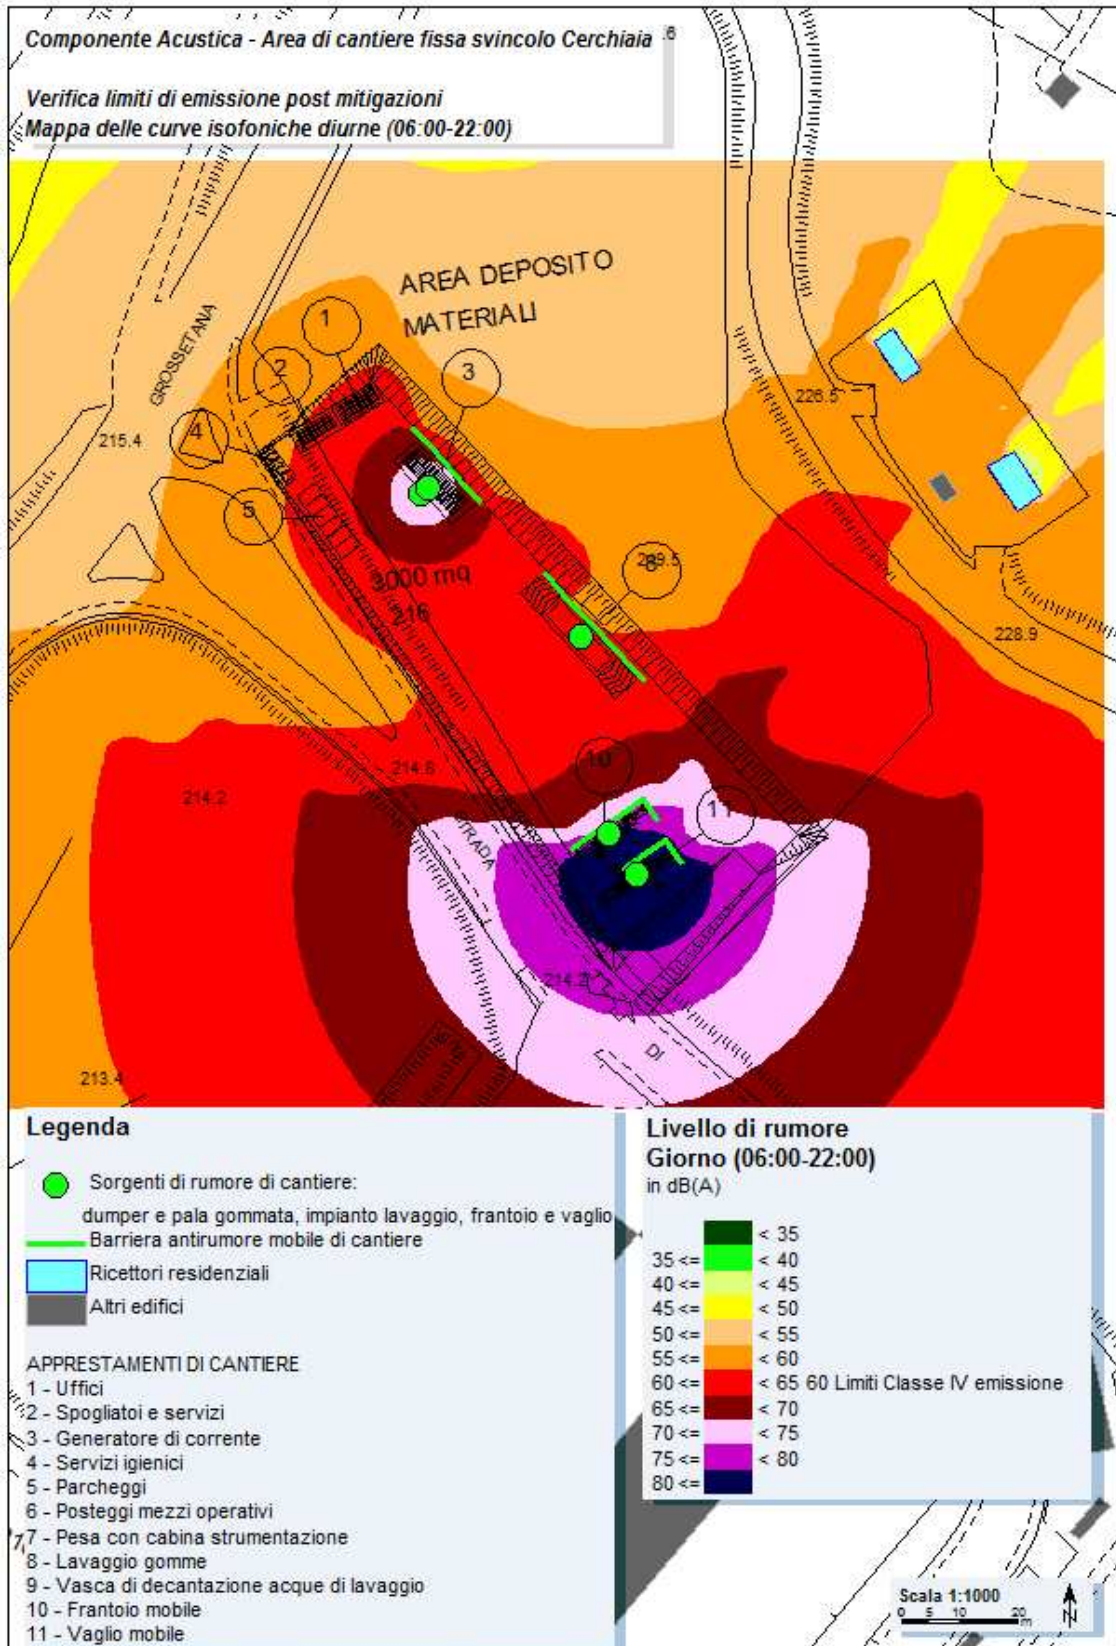 Componente Acustica - Area di cantiere fissa svincolo Cerchiaia
.6
Verifica limiti di emissione post mitigazioni
Mappa delle curve isofoniche diurne (06:00-22:00)
AREA DEPOSITO
MATERIALI
1
2
3
GROSSETANA
4
215.4
226.5
5
8
3000 mq
216
228.9
10
214.6
214.2
11
STRADA
214.2
DI
213.4
Legenda
Sorgenti di rumore di cantiere:
dumper e pala gommata, impianto lavaggio, frantoio e vaglio
Barriera antirumore mobile di cantiere
Ricettori residenziali
Altri edifici
APPRESTAMENTI DI CANTIERE
1 - Uffici
2 - Spogliatoi e servizi
3 - Generatore di corrente
4 - Servizi igienici
5 - Parcheggi
6 - Posteggi mezzi operativi
7 - Pesa con cabina strumentazione
8 - Lavaggio gomme
9 - Vasca di decantazione acque di lavaggio
10 - Frantoio mobile
11 - Vaglio mobile
Livello di rumore
Giorno (06:00-22:00)
in dB(A)
< 35
35 <= < 40
40 <= < 45
45 <= < 50
50 <= < 55
55 <= < 60
60 <= < 65 60 Limiti Classe IV emissione
65 <= < 70
70 <= < 75
75 <= < 80
80 <=
Scala 1:1000
0 5 10 20
m
N